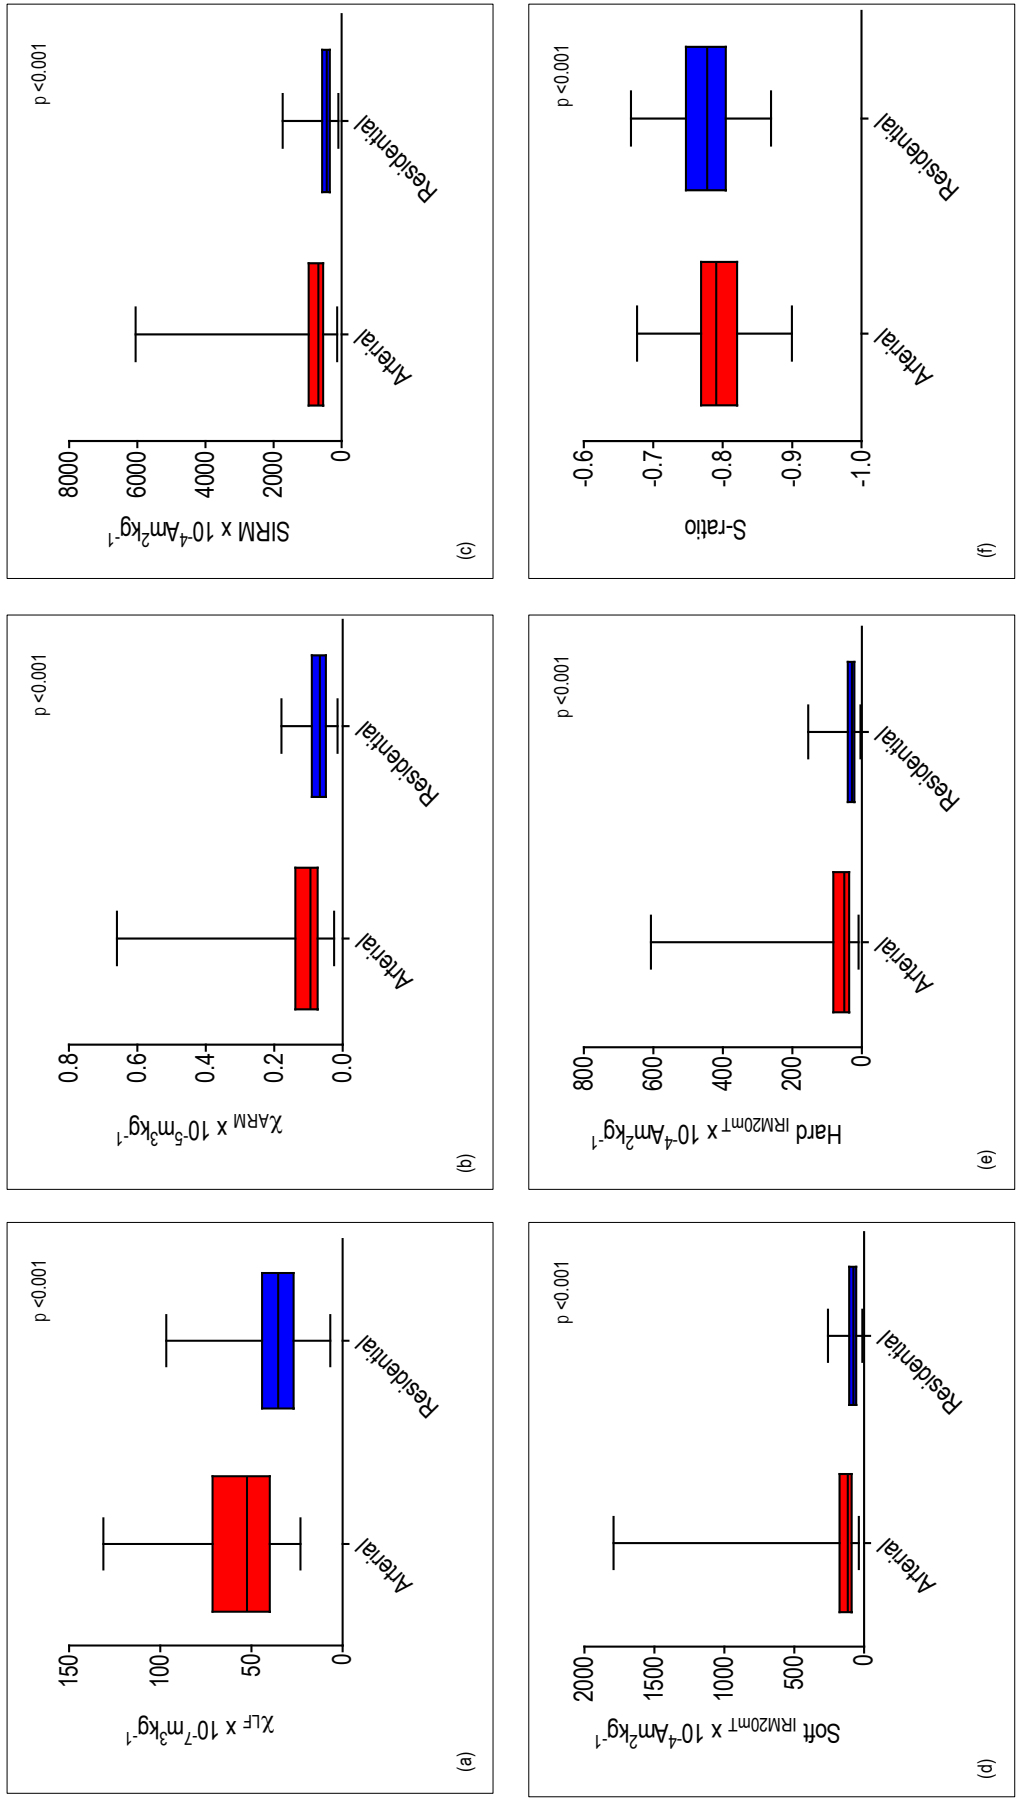 χLF x 10-7m3kg-1
150
100
50
0
Arterial
Residential
p <0.001
(a)
χARM x 10-5m3kg-1
0.8
0.6
0.4
0.2
0.0
Arterial
Residential
p <0.001
(b)
SIRM x 10-4Am2kg-1
8000
6000
4000
2000
0
Arterial
Residential
p <0.001
(c)
Soft IRM20mT x 10-4Am2kg-1
2000
1500
1000
500
0
Arterial
Residential
p <0.001
(d)
Hard IRM20mT x 10-4Am2kg-1
800
600
400
200
0
Arterial
Residential
p <0.001
(e)
S-ratio
-0.6
-0.7
-0.8
-0.9
-1.0
Arterial
Residential
p <0.001
(f)